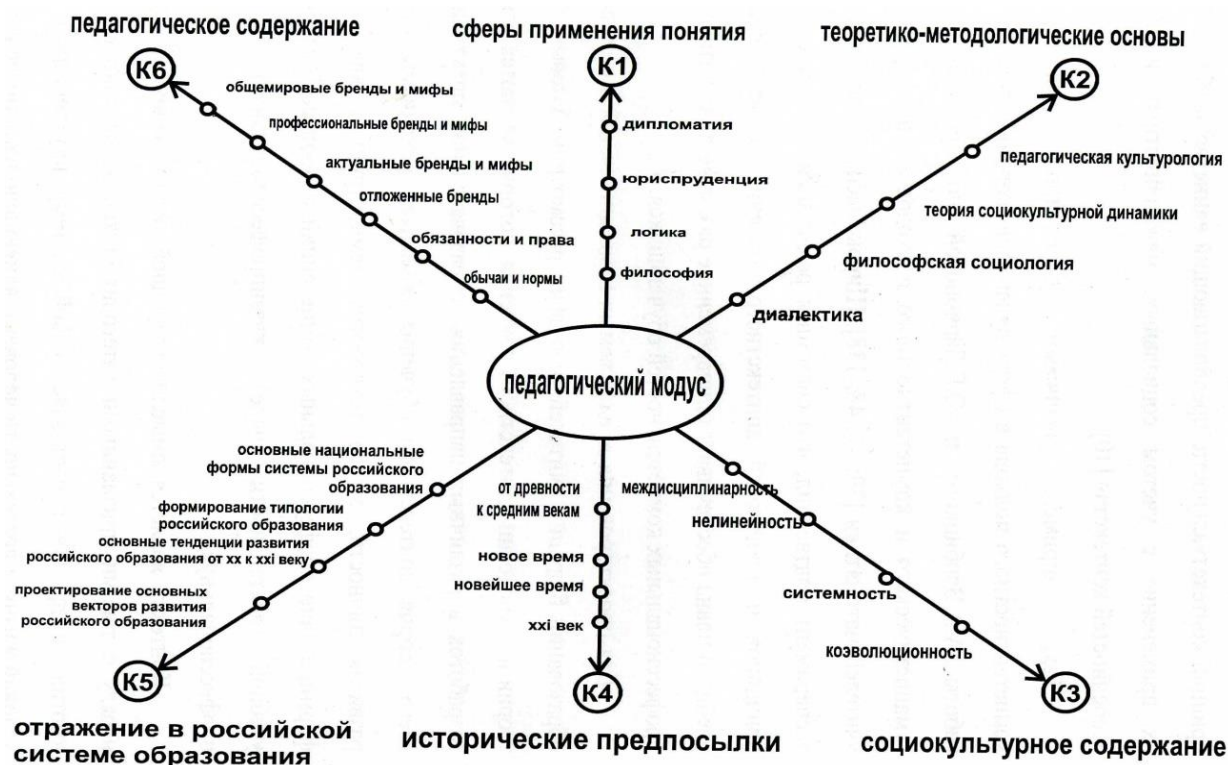 педагогическое содержание
К6
общемировые бренды и мифы
профессиональные бренды и мифы
актуальные бренды и мифы
отложенные бренды
обязанности и права
обычаи и нормы
сферы применения понятия
К1
дипломатия
юриспруденция
логика
философия
теоретико-методологические основы
К2
педагогическая культурология
теория социокультурной динамики
философская социология
диалектика
педагогический модус
основные национальные
формы системы российского
образования
формирование типологии
российского образования
основные тенденции развития
российского образования от xx к xxi веку
проектирование основных
векторов развития
российского образования
К5
отражение в российской
системе образования
от древности
к средним векам
новое время
новейшее время
xxi век
К4
исторические предпосылки
междисциплинарность
нелинейность
системность
коэволюционность
К3
социокультурное содержание